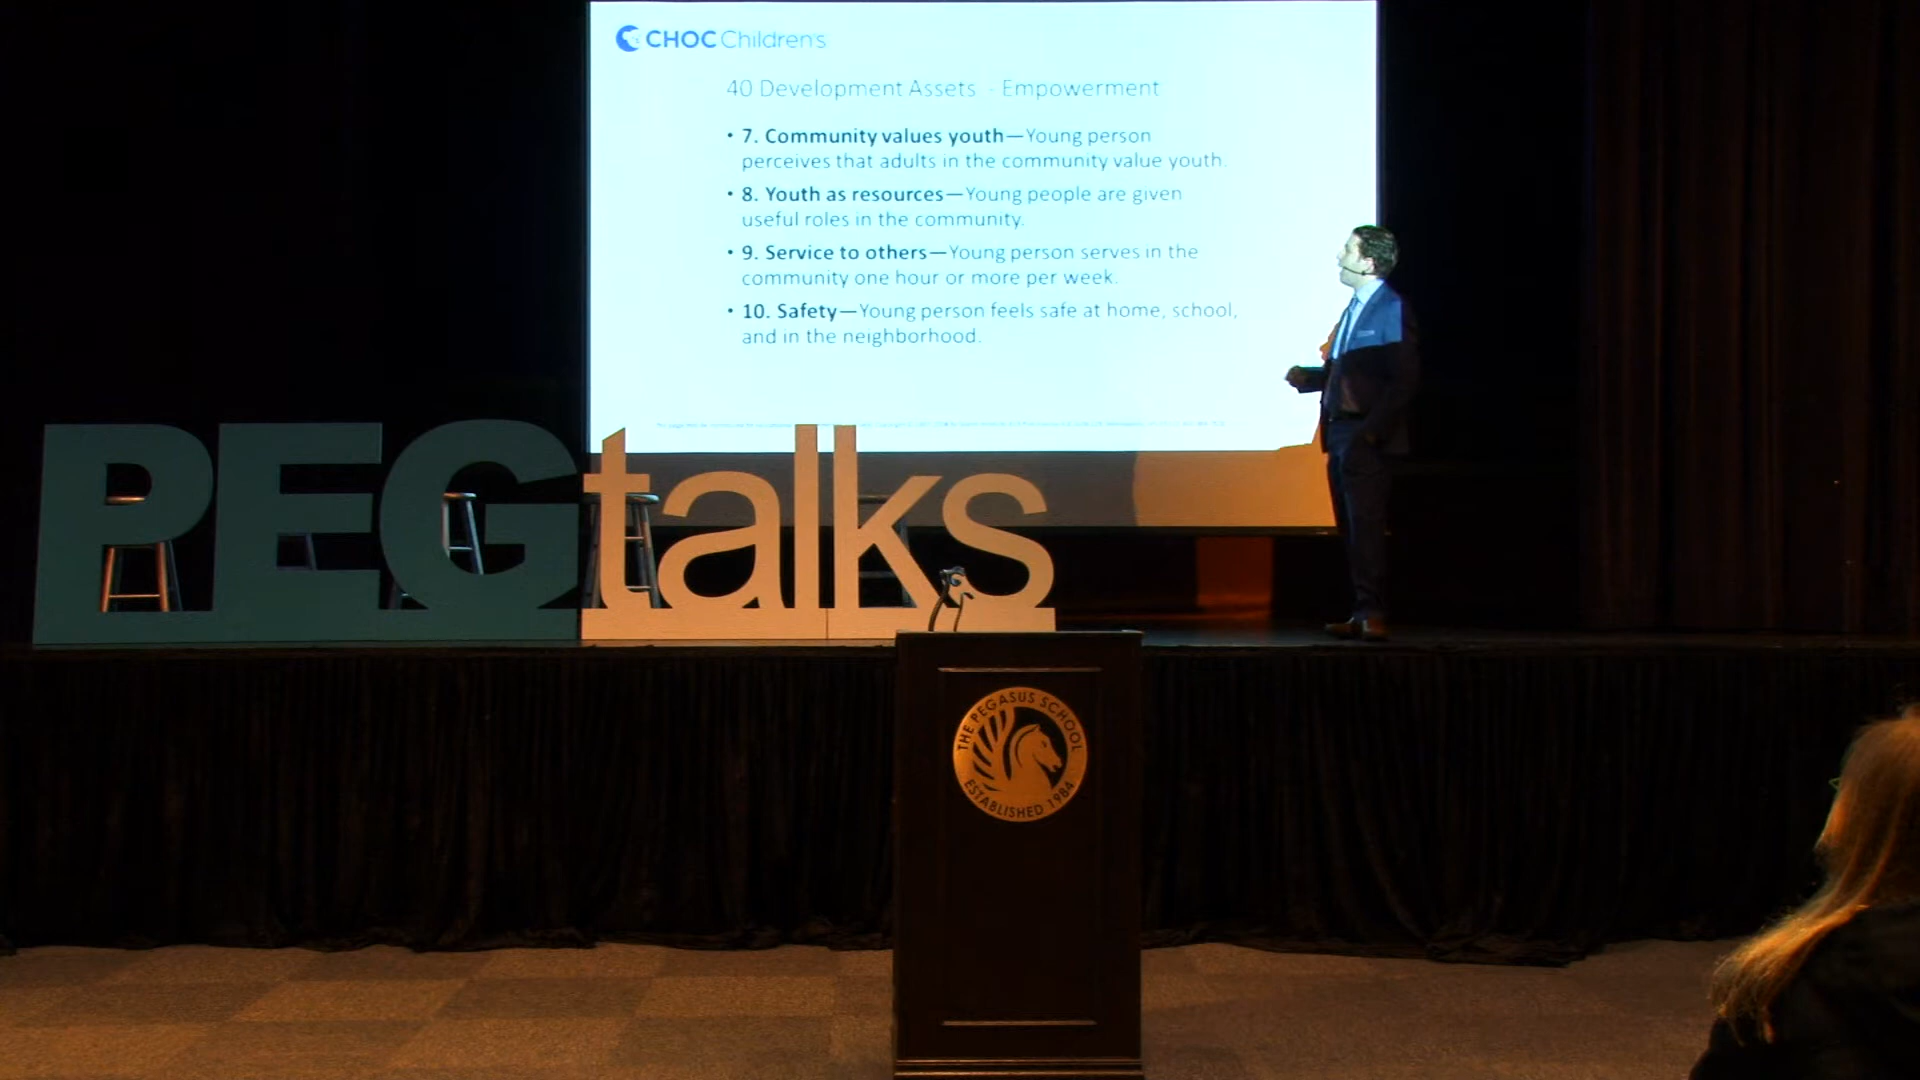 CHOC Children's
40 Development Assets - Empowerment
• 7. Community values youth—Young person
perceives that adults in the community value youth.
• 8. Youth as resources—Young people are given
useful roles in the community.
• 9. Service to others—Young person serves in the
community one hour or more per week.
• 10. Safety—Young person feels safe at home, school,
and in the neighborhood.
PEGtalks
THE PEGASUS SCHOOL
ESTABLISHED 1984